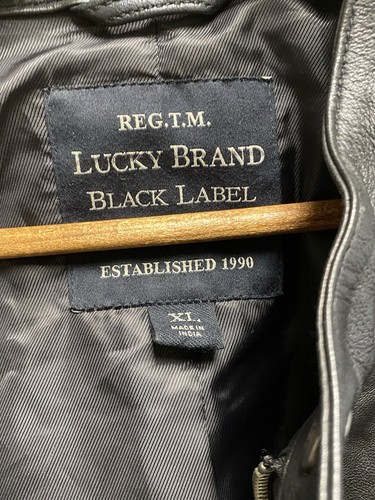 REG.T.M.
LUCKY BRAND
BLACK LABEL
ESTABLISHED 1990
XL.
MADE IN
INDIA